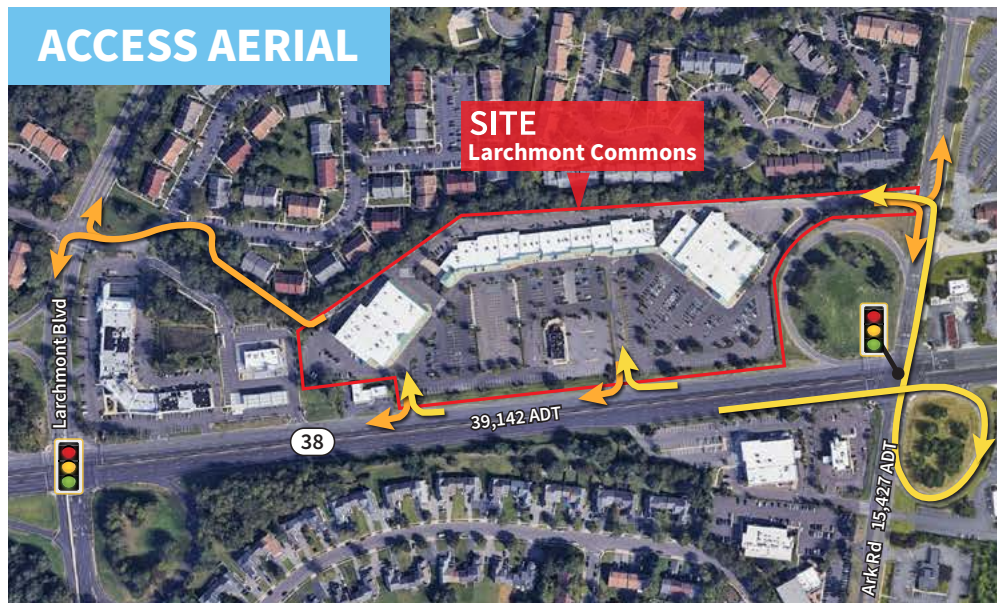 ACCESS AERIAL
SITE
Larchmont Commons
Larchmont Blvd
39,142 ADT
38
Ark Rd 15,427 ADT